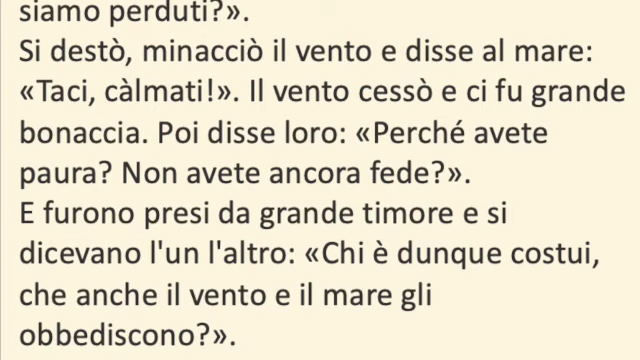 siamo perduti?».
Si destò, minacciò il vento e disse al mare:
«Taci, càlmati!». Il vento cessò e ci fu grande
bonaccia. Poi disse loro: «Perché avete
paura? Non avete ancora fede?».
E furono presi da grande timore e si
dicevano l'un l'altro: «Chi è dunque costui,
che anche il vento e il mare gli
obbediscono?».